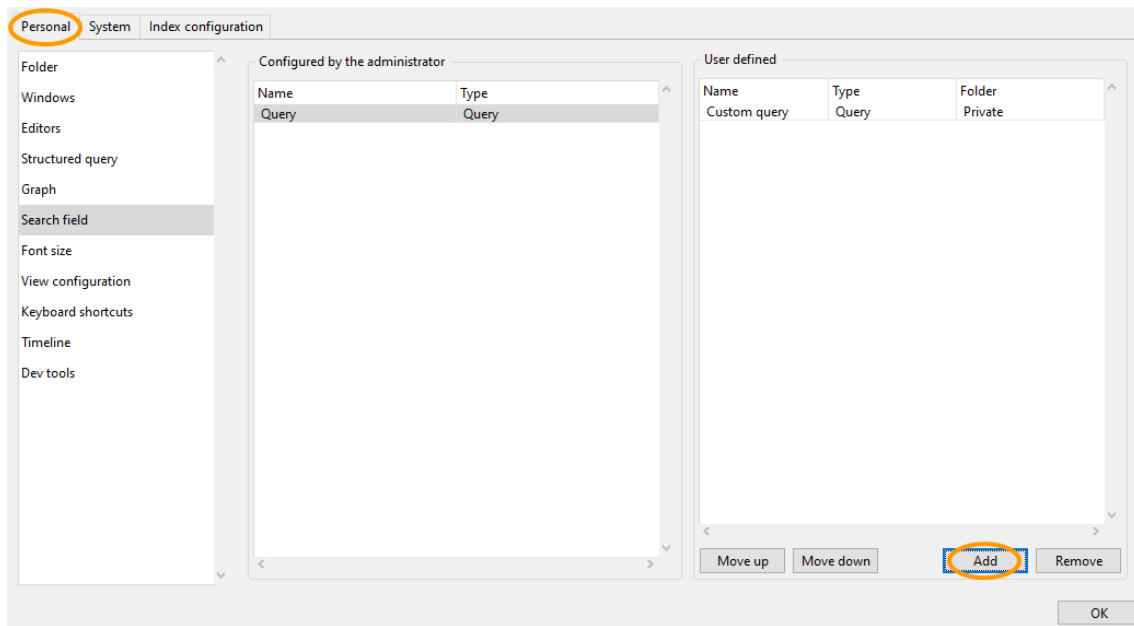 Personal System Index configuration
Folder
Windows
Editors
Structured query
Graph
Search field
Font size
View configuration
Keyboard shortcuts
Timeline
Dev tools
Configured by the administrator
Name Type
Query Query
User defined
Name Type Folder
Custom query Query Private
Move up Move down Add Remove
OK